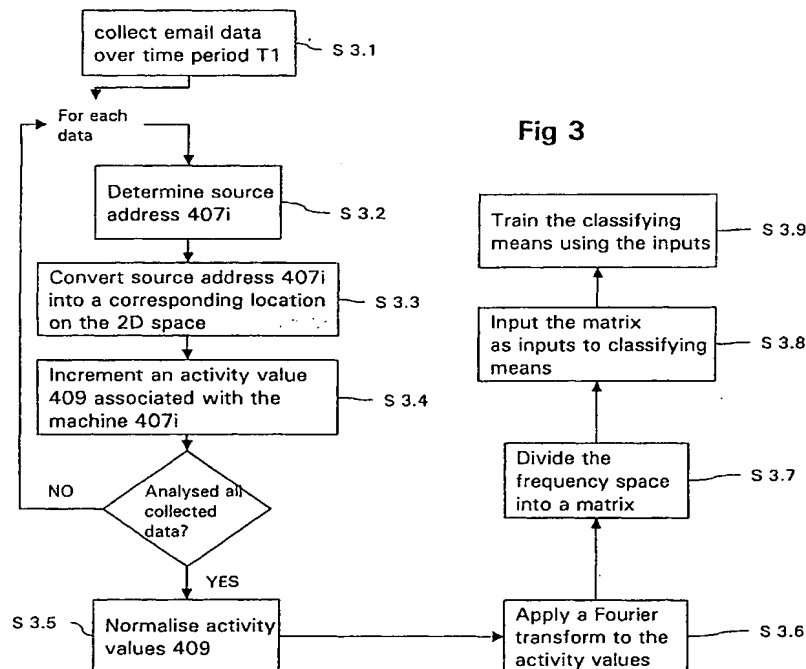 collect email data
over time period T1
S 3.1
For each
data
Fig 3
Determine source
address 407i
S 3.2
Convert source address 407i
into a corresponding location
on the 2D space
S 3.3
Increment an activity value
409 associated with the
machine 407i
S 3.4
NO
Analysed all
collected
data?
YES
S 3.5
Normalise activity
values 409
Apply a Fourier
transform to the
activity values
S 3.6
Divide the
frequency space
into a matrix
S 3.7
Input the matrix
as inputs to classifying
means
S 3.8
Train the classifying
means using the inputs
S 3.9